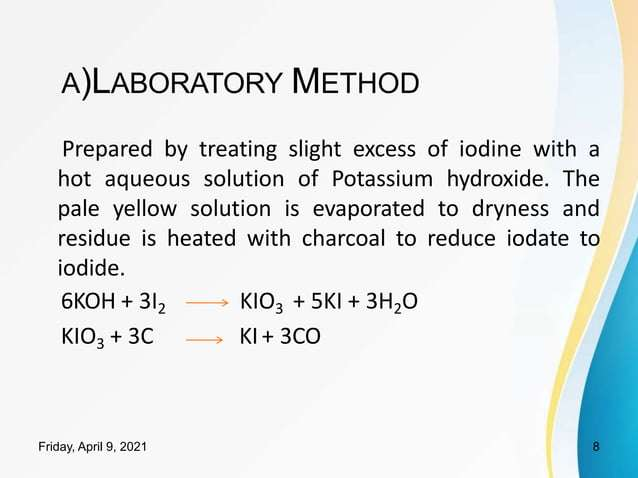 A)LABORATORY METHOD
Prepared by treating slight excess of iodine with a
hot aqueous solution of Potassium hydroxide. The
pale yellow solution is evaporated to dryness and
residue is heated with charcoal to reduce iodate to
iodide.
6KOH + 3I₂ → KIO₃ + 5KI + 3H₂O
KIO₃ + 3C → KI + 3CO
Friday, April 9, 2021 8